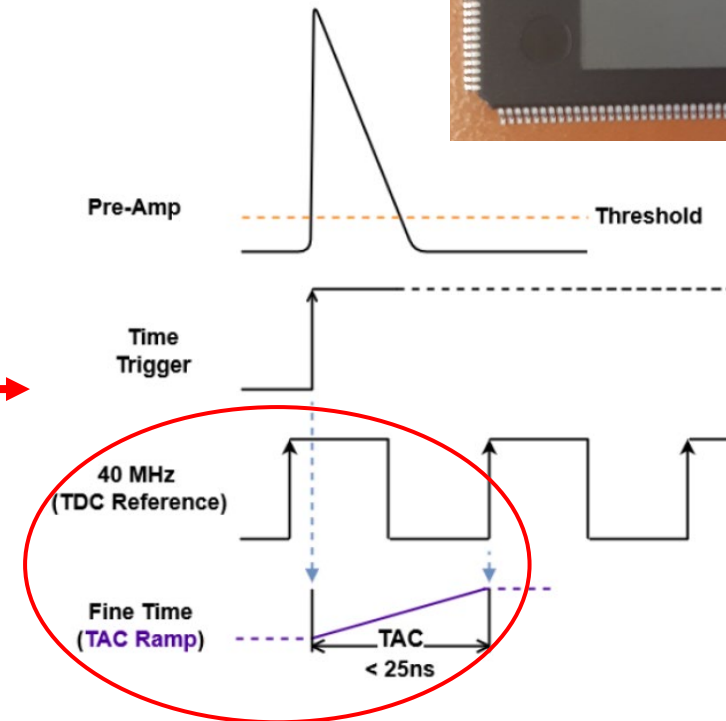 Pre-Amp
Threshold
Time
Trigger
40 MHz
(TDC Reference)
Fine Time
(TAC Ramp)
TAC
< 25ns